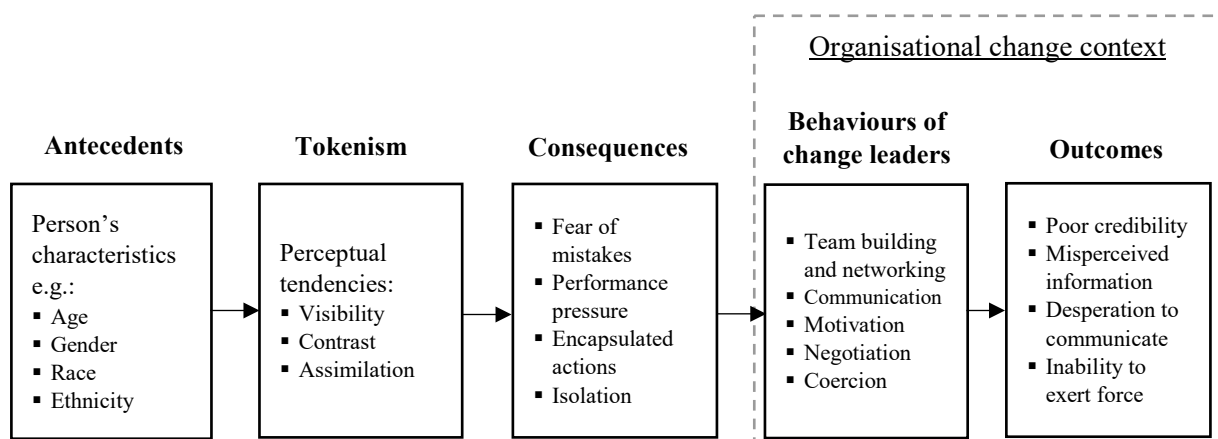 Organisational change context
Antecedents
Person’s
characteristics
e.g.:
▪ Age
▪ Gender
▪ Race
▪ Ethnicity
Tokenism
Perceptual
tendencies:
▪ Visibility
▪ Contrast
▪ Assimilation
Consequences
▪ Fear of
mistakes
▪ Performance
pressure
▪ Encapsulated
actions
▪ Isolation
Behaviours of
change leaders
▪ Team building
and networking
▪ Communication
▪ Motivation
▪ Negotiation
▪ Coercion
Outcomes
▪ Poor credibility
▪ Misperceived
information
▪ Desperation to
communicate
▪ Inability to
exert force